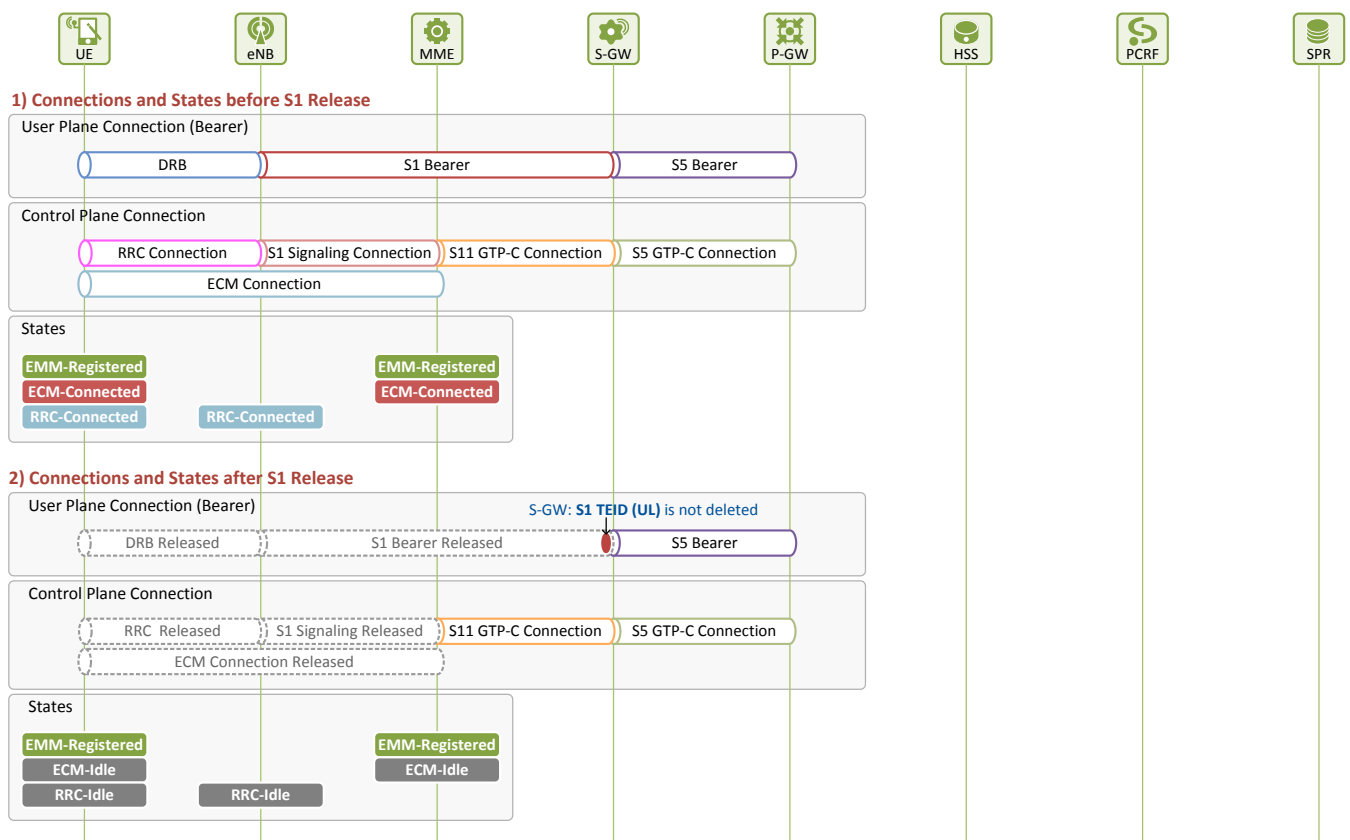 UE eNB MME S-GW P-GW HSS PCRF SPR
1) Connections and States before S1 Release
User Plane Connection (Bearer)
DRB S1 Bearer S5 Bearer
Control Plane Connection
RRC Connection S1 Signaling Connection S11 GTP-C Connection S5 GTP-C Connection
ECM Connection
States
EMM-Registered EMM-Registered
ECM-Connected ECM-Connected
RRC-Connected RRC-Connected
2) Connections and States after S1 Release
User Plane Connection (Bearer) S-GW: S1 TEID (UL) is not deleted
DRB Released S1 Bearer Released S5 Bearer
Control Plane Connection
RRC Released S1 Signaling Released S11 GTP-C Connection S5 GTP-C Connection
ECM Connection Released
States
EMM-Registered EMM-Registered
ECM-Idle ECM-Idle
RRC-Idle RRC-Idle